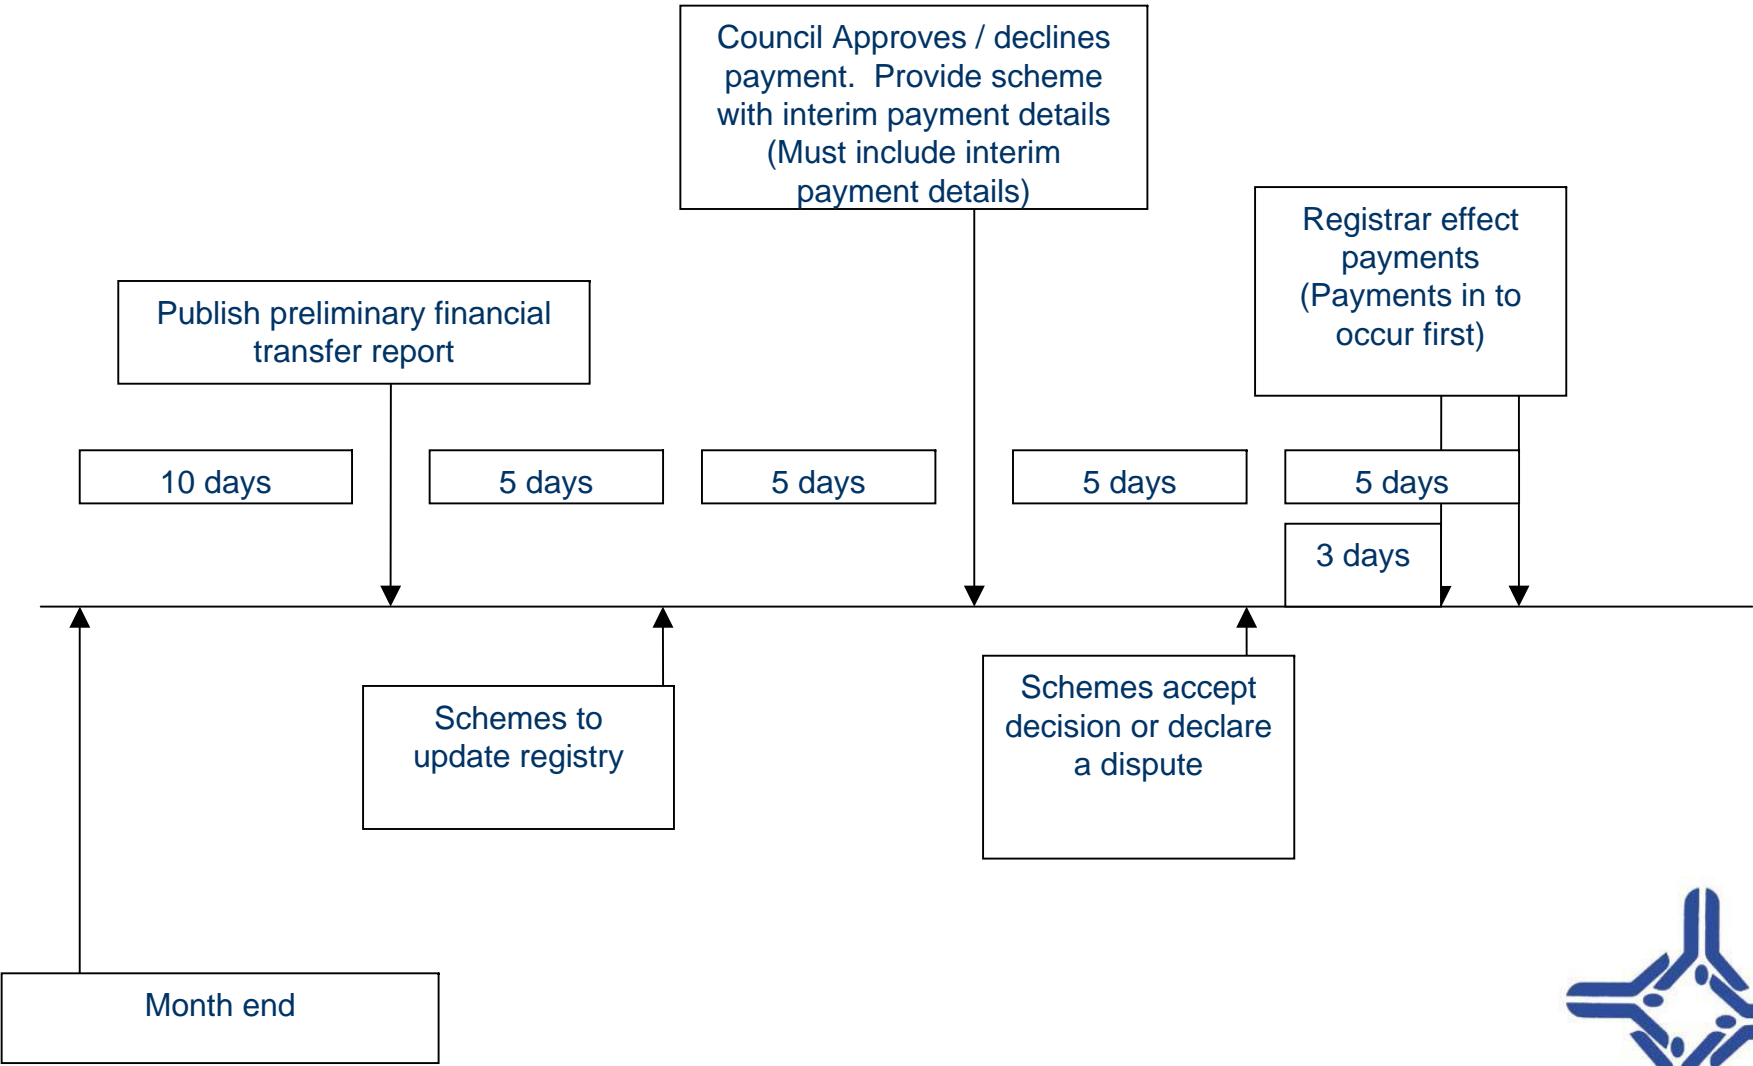 Council Approves / declines
payment.  Provide scheme
with interim payment details
(Must include interim
payment details)
Registrar effect
payments
(Payments in to
occur first)
Publish preliminary financial
transfer report
10 days
5 days
5 days
5 days
5 days
3 days
Schemes to
update registry
Schemes accept
decision or declare
a dispute
Month end